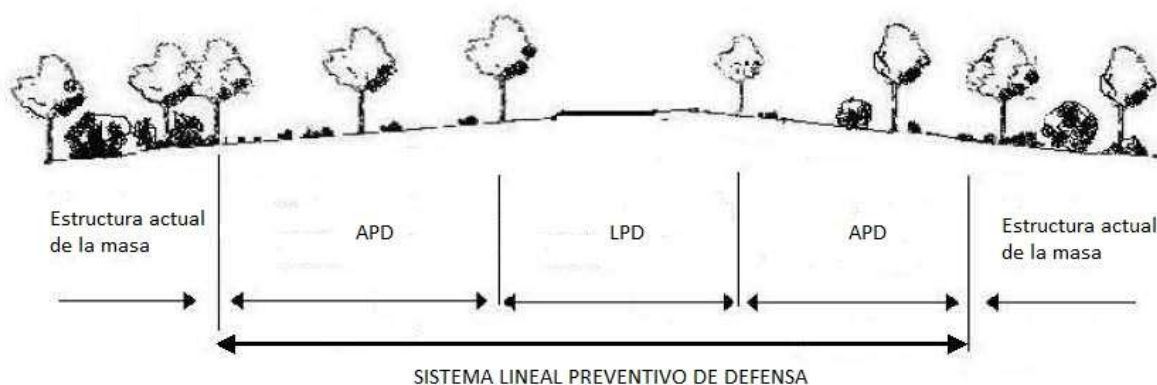 Estructura actual
de la masa
APD
LPD
APD
Estructura actual
de la masa
SISTEMA LINEAL PREVENTIVO DE DEFENSA